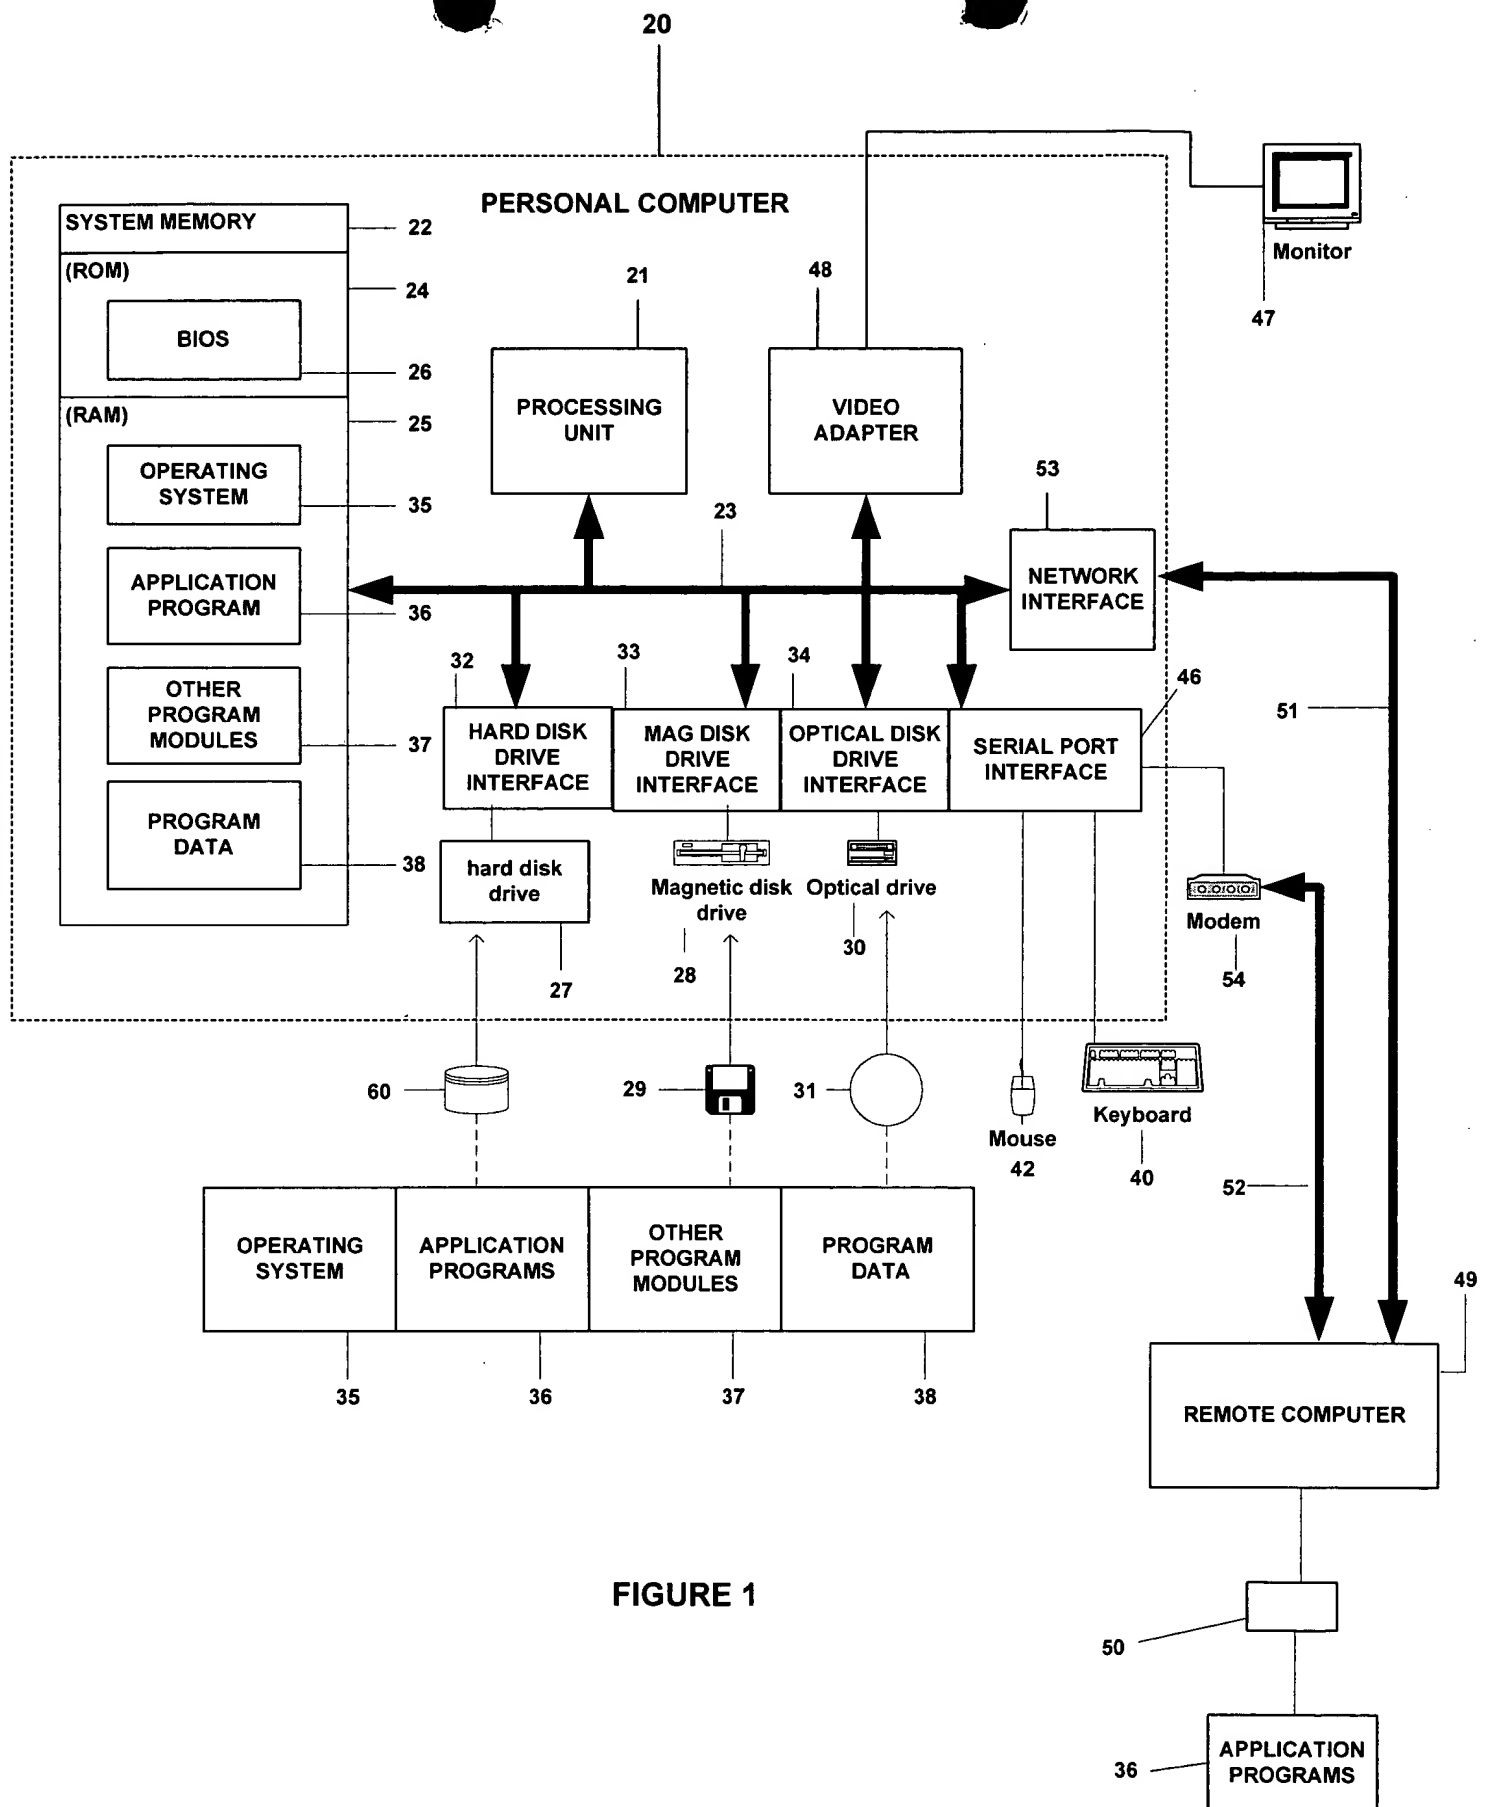 20
PERSONAL COMPUTER
SYSTEM MEMORY
22
(ROM)
24
BIOS
26
(RAM)
25
OPERATING
SYSTEM
35
APPLICATION
PROGRAM
36
OTHER
PROGRAM
MODULES
37
PROGRAM
DATA
38
21
PROCESSING
UNIT
48
VIDEO
ADAPTER
Monitor
47
23
53
NETWORK
INTERFACE
32
HARD DISK
DRIVE
INTERFACE
33
MAG DISK
DRIVE
INTERFACE
34
OPTICAL DISK
DRIVE
INTERFACE
46
SERIAL PORT
INTERFACE
51
hard disk
drive
27
Magnetic disk
drive
28
Optical drive
30
Modem
54
60
29
31
Mouse
42
Keyboard
40
52
OPERATING
SYSTEM
APPLICATION
PROGRAMS
OTHER
PROGRAM
MODULES
PROGRAM
DATA
35
36
37
38
49
REMOTE COMPUTER
FIGURE 1
50
36
APPLICATION
PROGRAMS